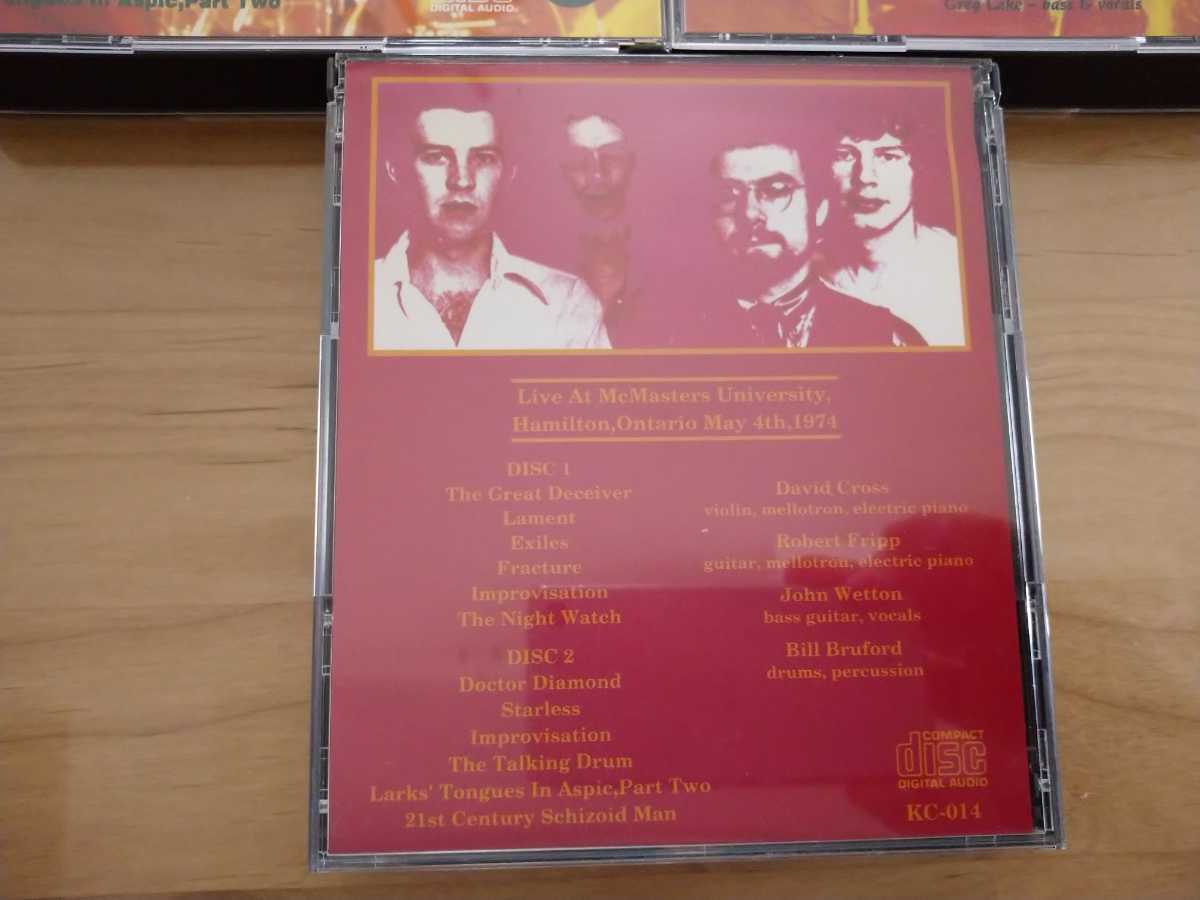 In Aspic,Part Two
DIGITAL AUDIO
Greg Lake - bass & vocals
Live At McMasters University,
Hamilton,Ontario May 4th,1974
DISC 1
The Great Deceiver
Lament
Exiles
Fracture
Improvisation
The Night Watch
DISC 2
Doctor Diamond
Starless
Improvisation
The Talking Drum
Larks' Tongues In Aspic,Part Two
21st Century Schizoid Man
David Cross
violin, mellotron, electric piano
Robert Fripp
guitar, mellotron, electric piano
John Wetton
bass guitar, vocals
Bill Bruford
drums, percussion
COMPACT
disc
DIGITAL AUDIO
KC-014